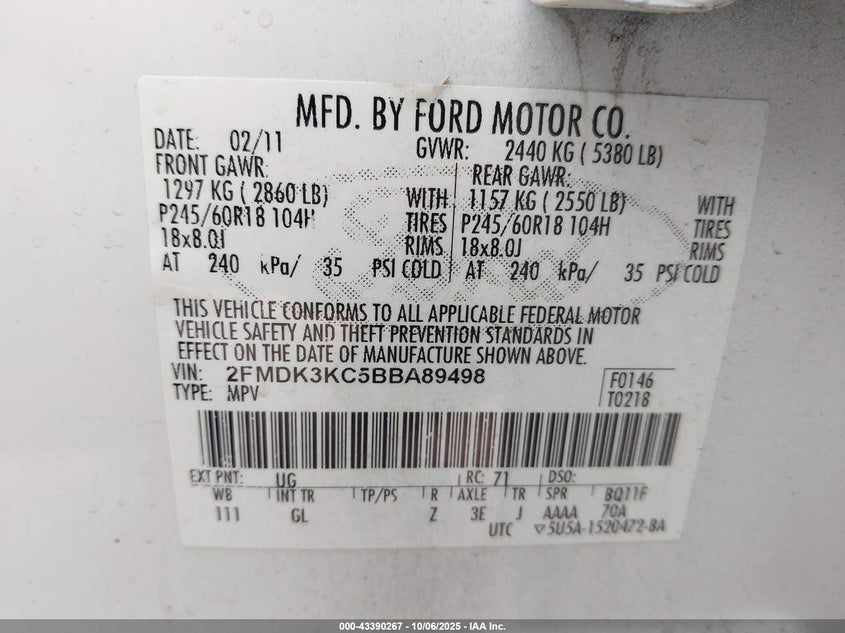 MFD. BY FORD MOTOR CO.
DATE: 02/11 GVWR: 2440 KG ( 5380 LB)
FRONT GAWR: REAR GAWR:
1297 KG ( 2860 LB) WITH 1157 KG ( 2550 LB) WITH
P245/60R18 104H TIRES P245/60R18 104H TIRES
18x8.0J RIMS 18x8.0J RIMS
AT 240 kPa/ 35 PSI COLD AT 240 kPa/ 35 PSI COLD
THIS VEHICLE CONFORMS TO ALL APPLICABLE FEDERAL MOTOR
VEHICLE SAFETY AND THEFT PREVENTION STANDARDS IN
EFFECT ON THE DATE OF MANUFACTURE SHOWN ABOVE.
VIN: 2FMDK3KC5BBA89498 F0146
TYPE: MPV T0218
EXT PNT: UG RC: 71 DSO:
WB INT TR TP/PS R AXLE TR SPR BQ11F
111 GL Z 3E J AAAA 70A
UTC ▽5U5A-1520472-BA
000-43390267 - 10/06/2025 - IAA Inc.